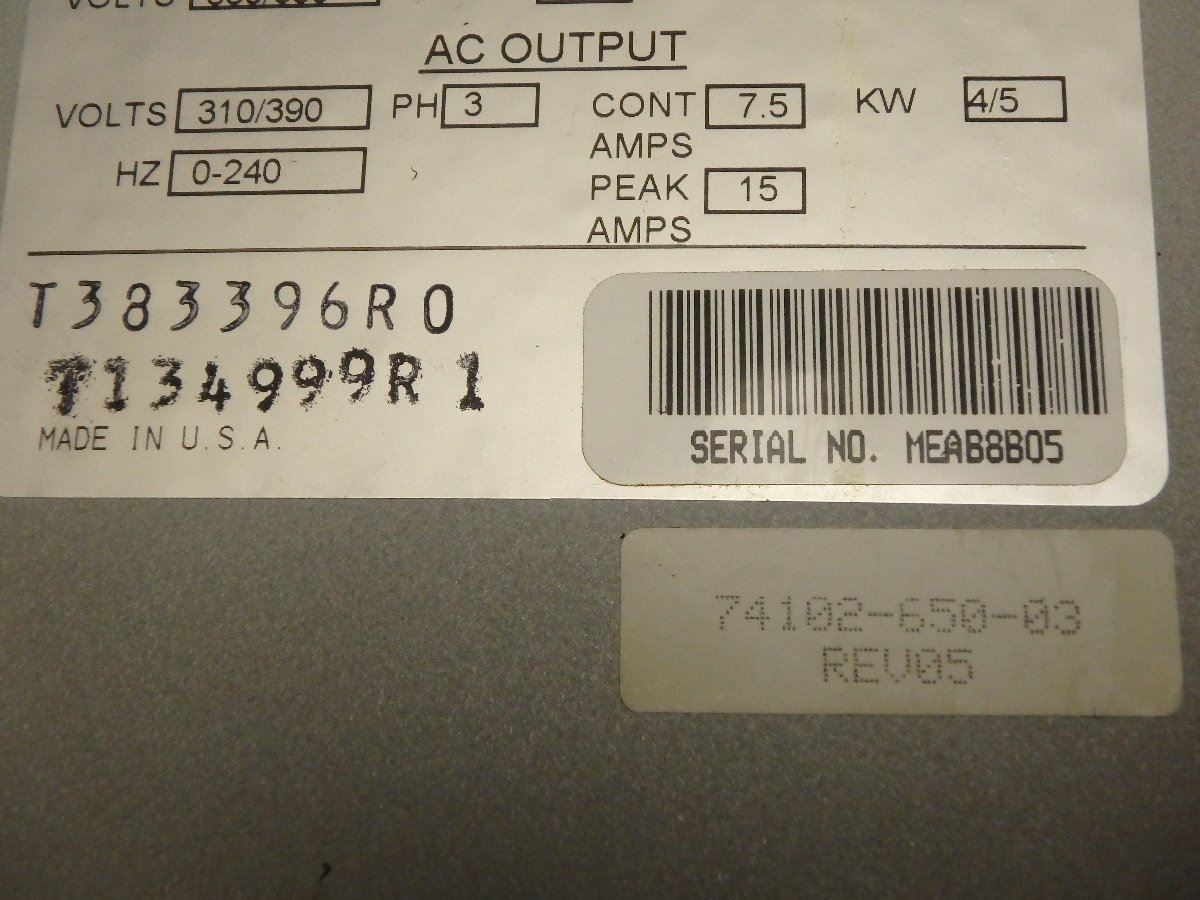 VOLTS
AC OUTPUT
VOLTS 310/390 PH 3 CONT AMPS 7.5 KW 4/5
HZ 0-240 PEAK AMPS 15
T383396R0
T134999R1
MADE IN U.S.A.
SERIAL NO. MEAB8B05
74102-650-03
REV05